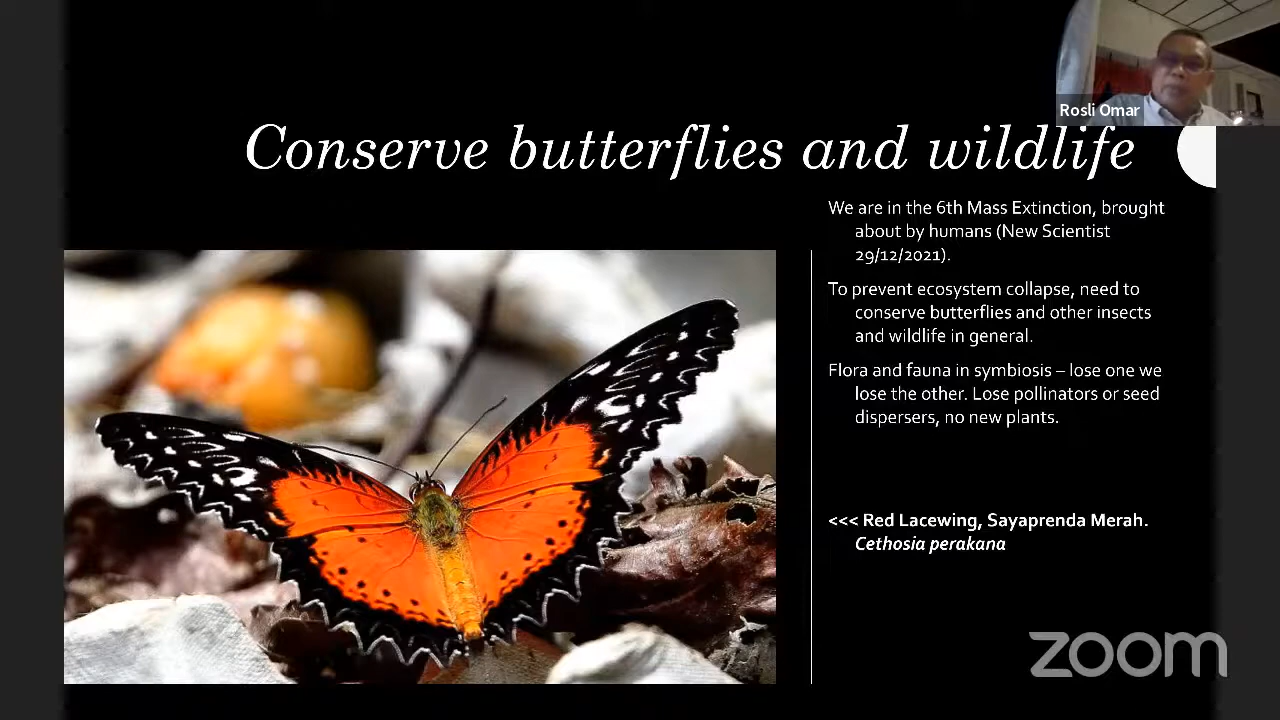 Rosli Omar
Conserve butterflies and wildlife
We are in the 6th Mass Extinction, brought
about by humans (New Scientist
29/12/2021).
To prevent ecosystem collapse, need to
conserve butterflies and other insects
and wildlife in general.
Flora and fauna in symbiosis – lose one we
lose the other. Lose pollinators or seed
dispersers, no new plants.
<<< Red Lacewing, Sayaprenda Merah.
Cethosia perakana
zoom